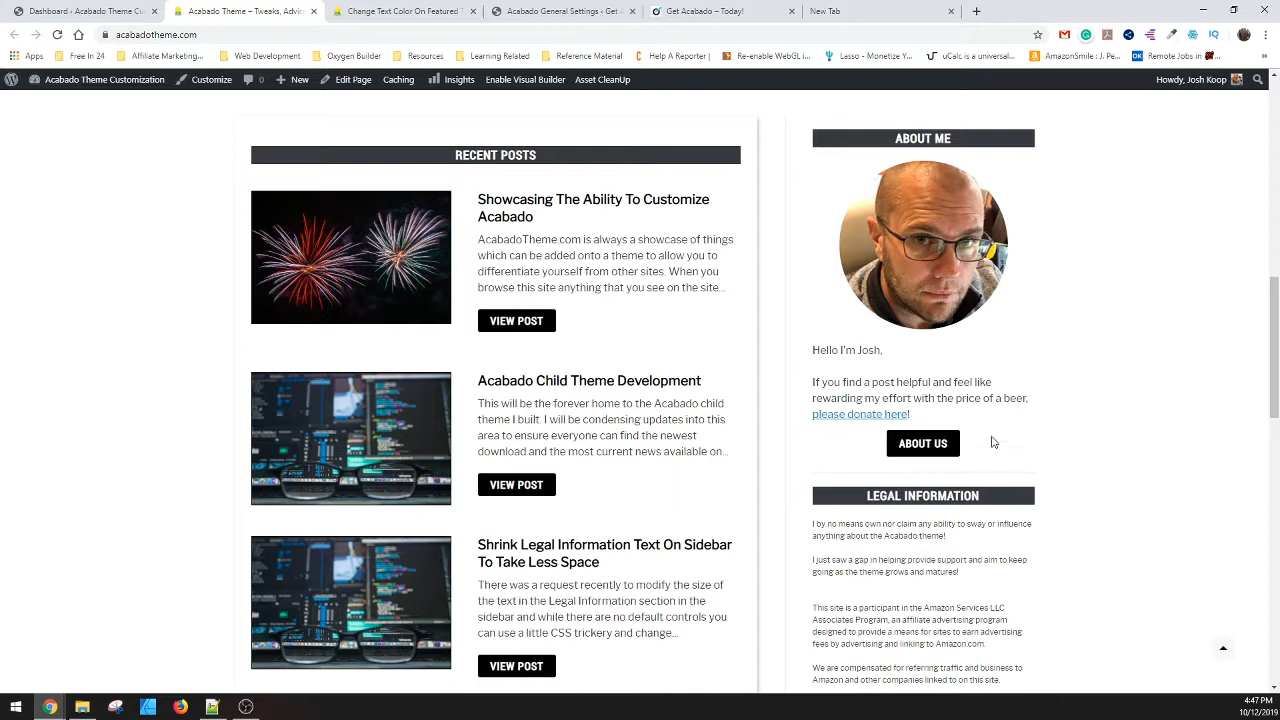 Dashboard ‹ Acabado Theme Cu
Acabado Theme – Tweaks, Advic
Change Text Color On Featured
Acabado General Settings ‹ Get A
Get Acabado – Today!
New Tab
acabadotheme.com
Apps
Free In 24
Affiliate Marketing...
Web Development
Oxygen Builder
Resources
Learning Related
Reference Material
Help A Reporter |
Re-enable WebGL i...
Lasso - Monetize Y...
uCalc is a universal...
AmazonSmile : J. Pe...
Remote Jobs in
Acabado Theme Customization
Customize
0
New
Edit Page
Caching
Insights
Enable Visual Builder
Asset CleanUp
Howdy, Josh Koop
RECENT POSTS
Showcasing The Ability To Customize
Acabado
AcabadoTheme.com is always a showcase of things
which can be added onto a theme to allow you to
differentiate yourself from other sites. When you
browse this site anything that you see on the site...
VIEW POST
Acabado Child Theme Development
This will be the forever home to the Acabado child
theme I built. I will be condensing updates into this
area to ensure everyone can find the newest
download and the most current news available on...
VIEW POST
Shrink Legal Information Text On Sidebar
To Take Less Space
There was a request recently to modify the size of
the text in the Legal Information section in the
sidebar and while there are no default controls you
can use a little CSS trickery and change...
VIEW POST
ABOUT ME
Hello I'm Josh,
If you find a post helpful and feel like
rewarding my effort with the price of a beer,
please donate here!
ABOUT US
LEGAL INFORMATION
I by no means own nor claim any ability to sway or influence
anything about the Acabado theme!
I just saw a gap in helping provide support and aim to keep
going as the theme grows and matures!
This site is a participant in the Amazon Services LLC
Associates Program, an affiliate advertising program
designed to provide a means for sites to earn advertising
fees by advertising and linking to Amazon.com.
We are compensated for referring traffic and business to
Amazon and other companies linked to on this site.
4:47 PM
10/12/2019